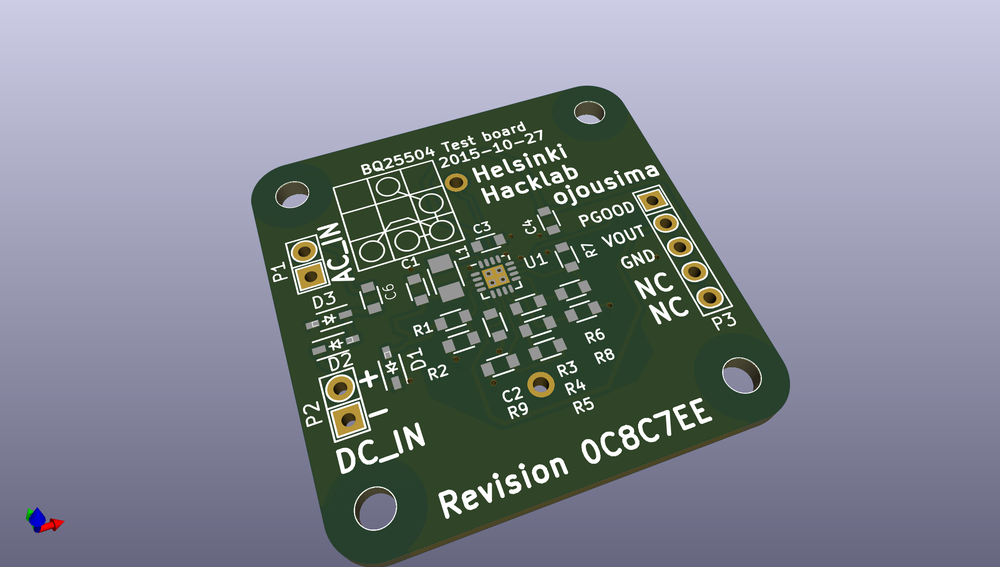 BQ25504 Test board
2015-10-27
Helsinki
Hacklab
ojousima
P1
AC_IN
PGOOD
VOUT
GND
NC
NC
P3
C3
C4
L1
U1
R7
C1
C6
D3
D2
D1
R1
R2
R6
R8
R3
R4
R5
C2
R9
P2
+
-
DC_IN
Revision 0C8C7EE